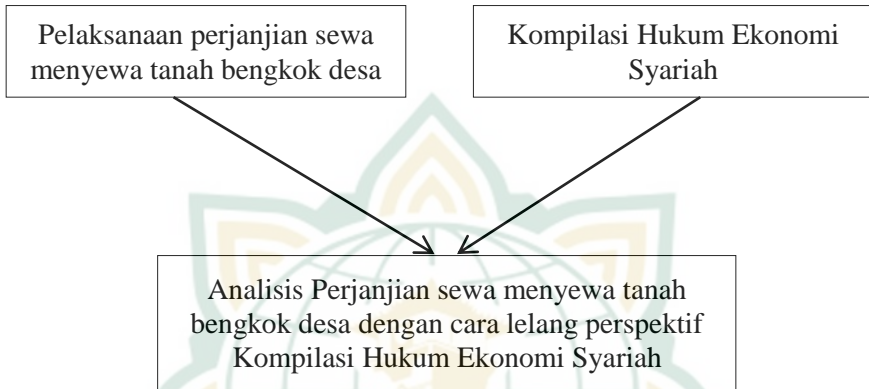 Pelaksanaan perjanjian sewa
menyewa tanah bengkok desa
Kompilasi Hukum Ekonomi
Syariah
Analisis Perjanjian sewa menyewa tanah
bengkok desa dengan cara lelang perspektif
Kompilasi Hukum Ekonomi Syariah